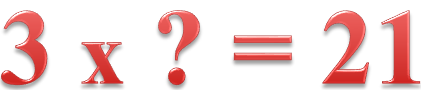 3 x ? = 21